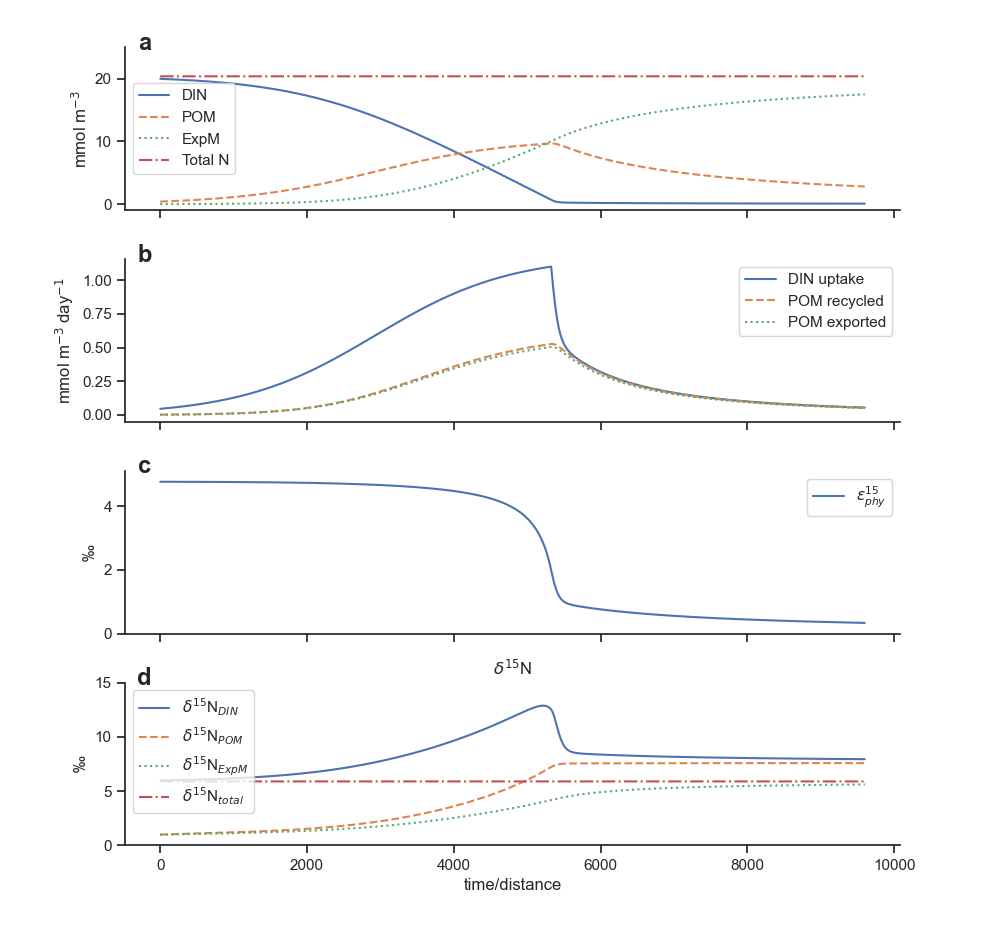 a
20
10
0
mmol m⁻³
DIN
POM
ExpM
Total N
b
1.00
0.75
0.50
0.25
0.00
mmol m⁻³ day⁻¹
DIN uptake
POM recycled
POM exported
c
4
2
0
‰
ε¹⁵phy
δ¹⁵N
d
15
10
5
0
‰
δ¹⁵N_DIN
δ¹⁵N_POM
δ¹⁵N_ExpM
δ¹⁵N_total
0 2000 4000 6000 8000 10000
time/distance